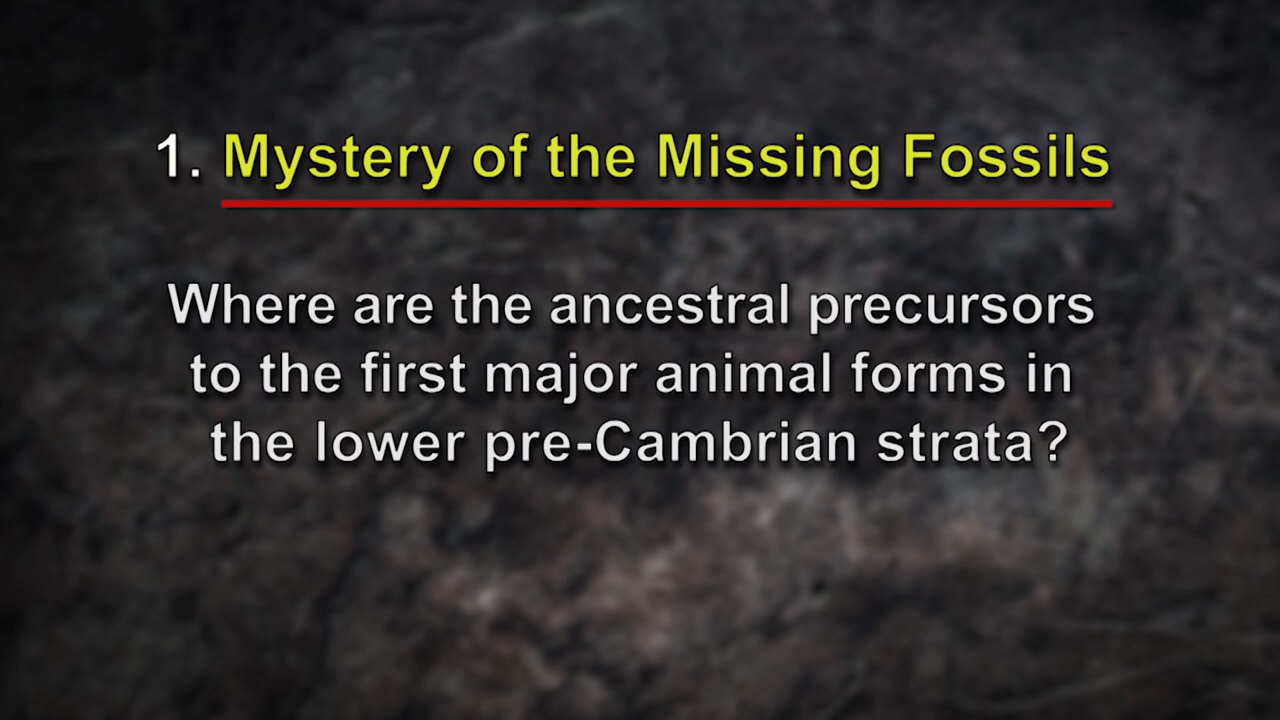 1. Mystery of the Missing Fossils
Where are the ancestral precursors
to the first major animal forms in
the lower pre-Cambrian strata?